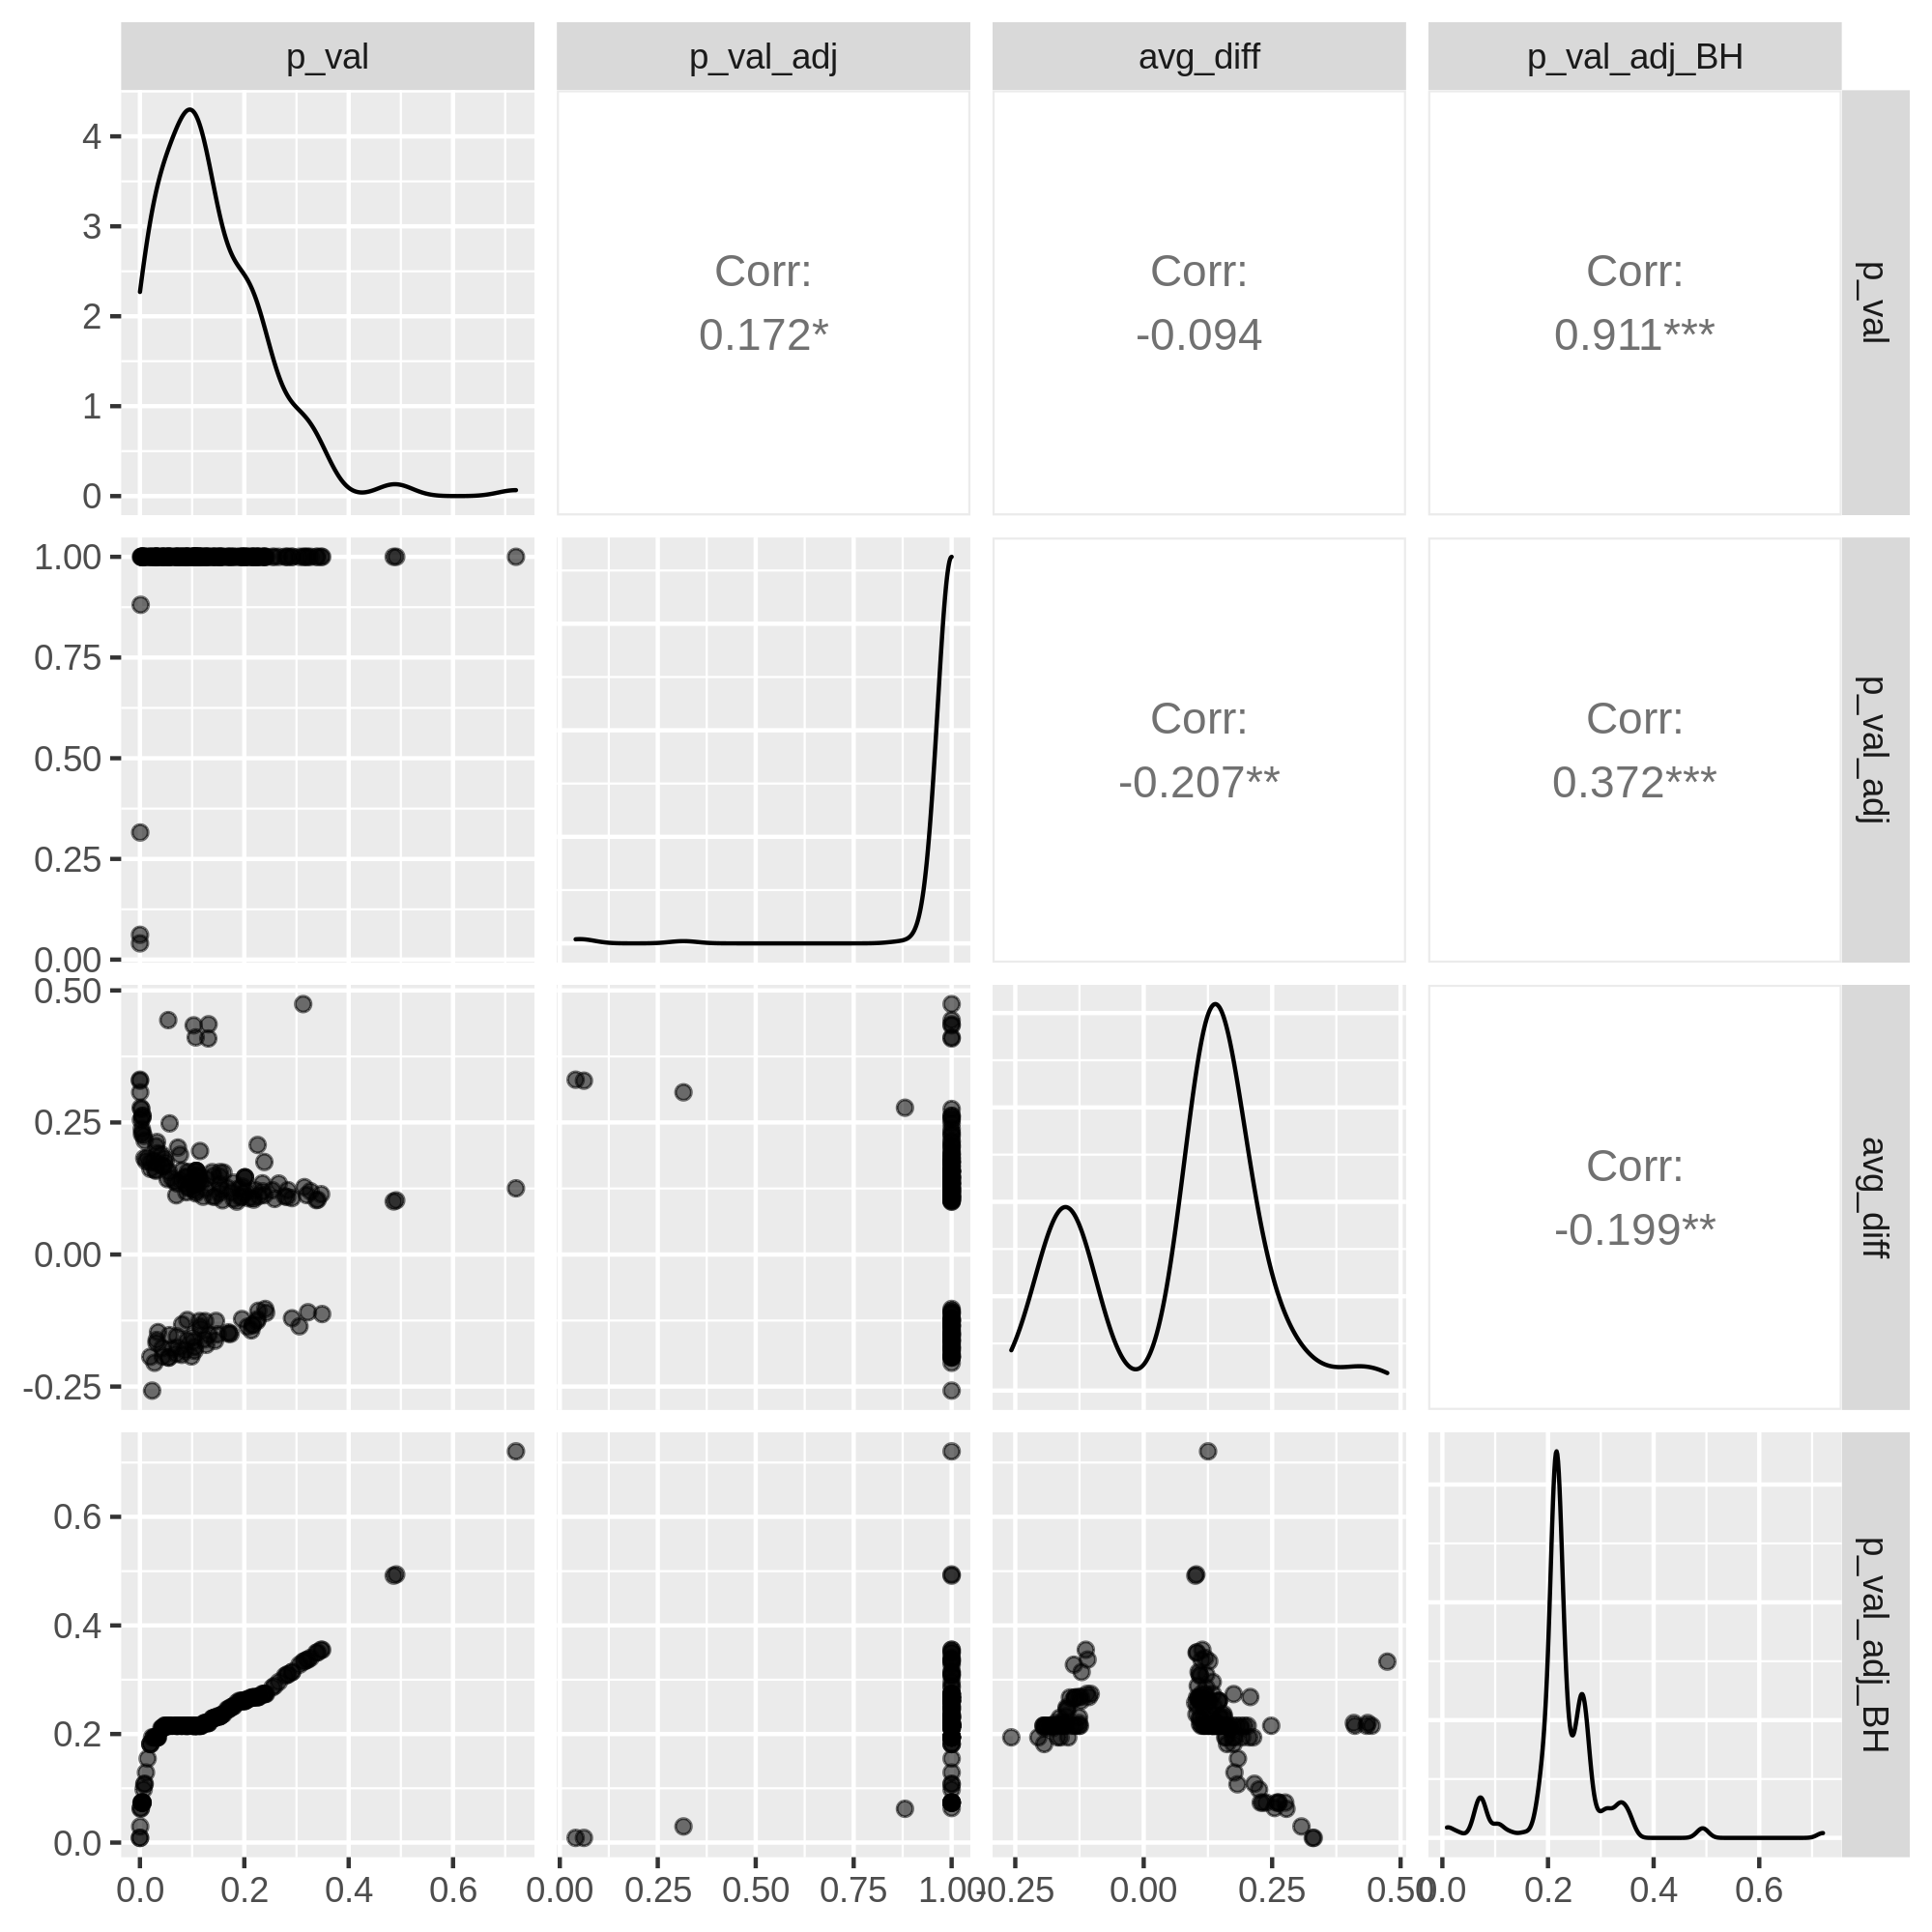 p_val
p_val_adj
avg_diff
p_val_adj_BH
4
3
2
1
0
Corr:
0.172*
Corr:
-0.094
Corr:
0.911***
p_val
1.00
0.75
0.50
0.25
0.00
Corr:
-0.207**
Corr:
0.372***
p_val_adj
0.50
0.25
0.00
-0.25
Corr:
-0.199**
avg_diff
0.6
0.4
0.2
0.0
p_val_adj_BH
0.0 0.2 0.4 0.6
0.00 0.25 0.50 0.75 1.00
-0.25 0.00 0.25 0.50
0.0 0.2 0.4 0.6